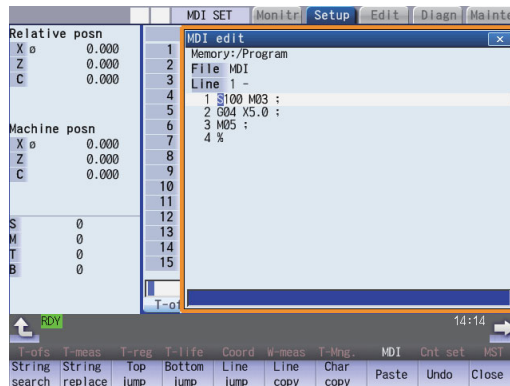 MDI SET Monitr Setup Edit Diagn Mainte
Relative posn
X ø 0.000
Z 0.000
C 0.000
Machine posn
X ø 0.000
Z 0.000
C 0.000
S 0
M 0
T 0
B 0
1
2
3
4
5
6
7
8
9
10
11
12
13
14
15
T-of
MDI edit ×
Memory:/Program
File MDI
Line 1 -
1 S100 M03 ;
2 G04 X5.0 ;
3 M05 ;
4 %
RDY 14:14
T-ofs T-meas T-reg T-life Coord W-meas T-Mng. MDI Cnt set MST
String search
String replace
Top jump
Bottom jump
Line jump
Line copy
Char copy
Paste
Undo
Close